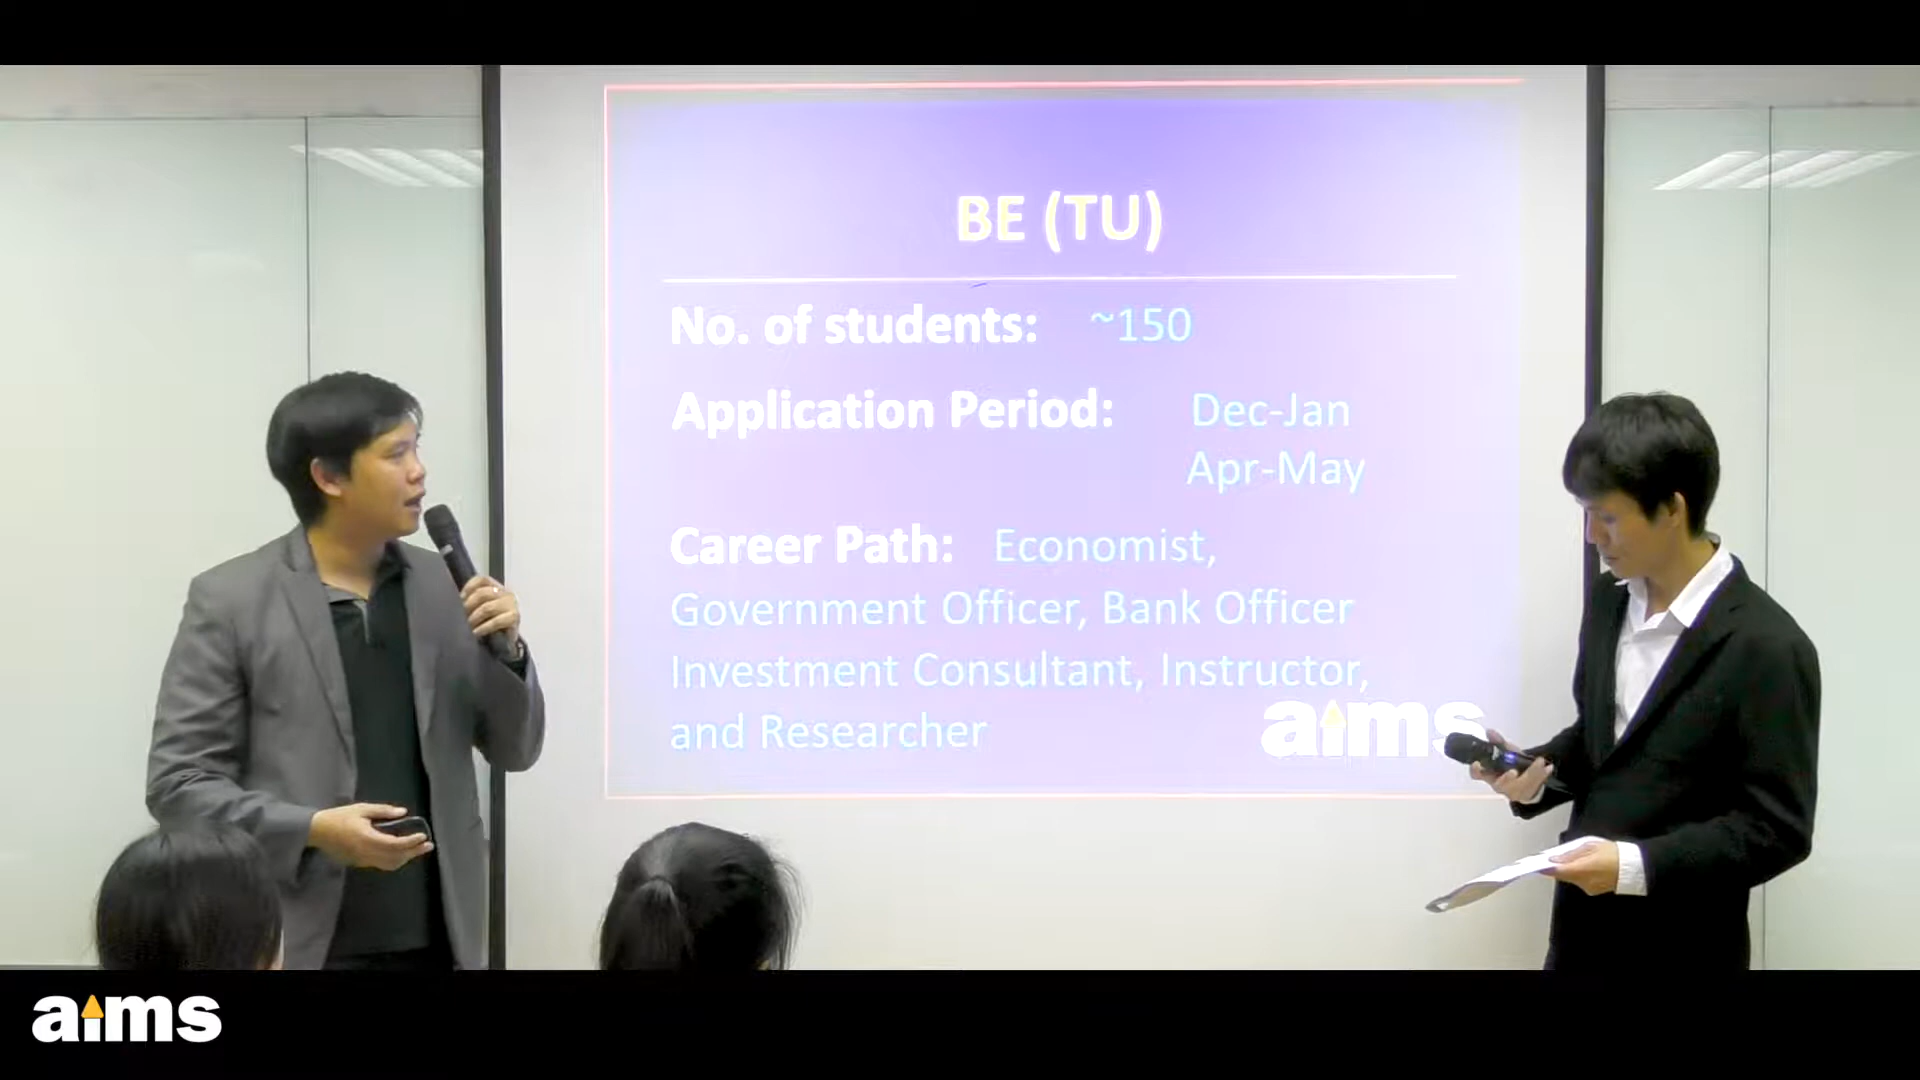 BE (TU)
No. of students: ~150
Application Period: Dec-Jan
Apr-May
Career Path: Economist,
Government Officer, Bank Officer
Investment Consultant, Instructor,
and Researcher
aims
aims